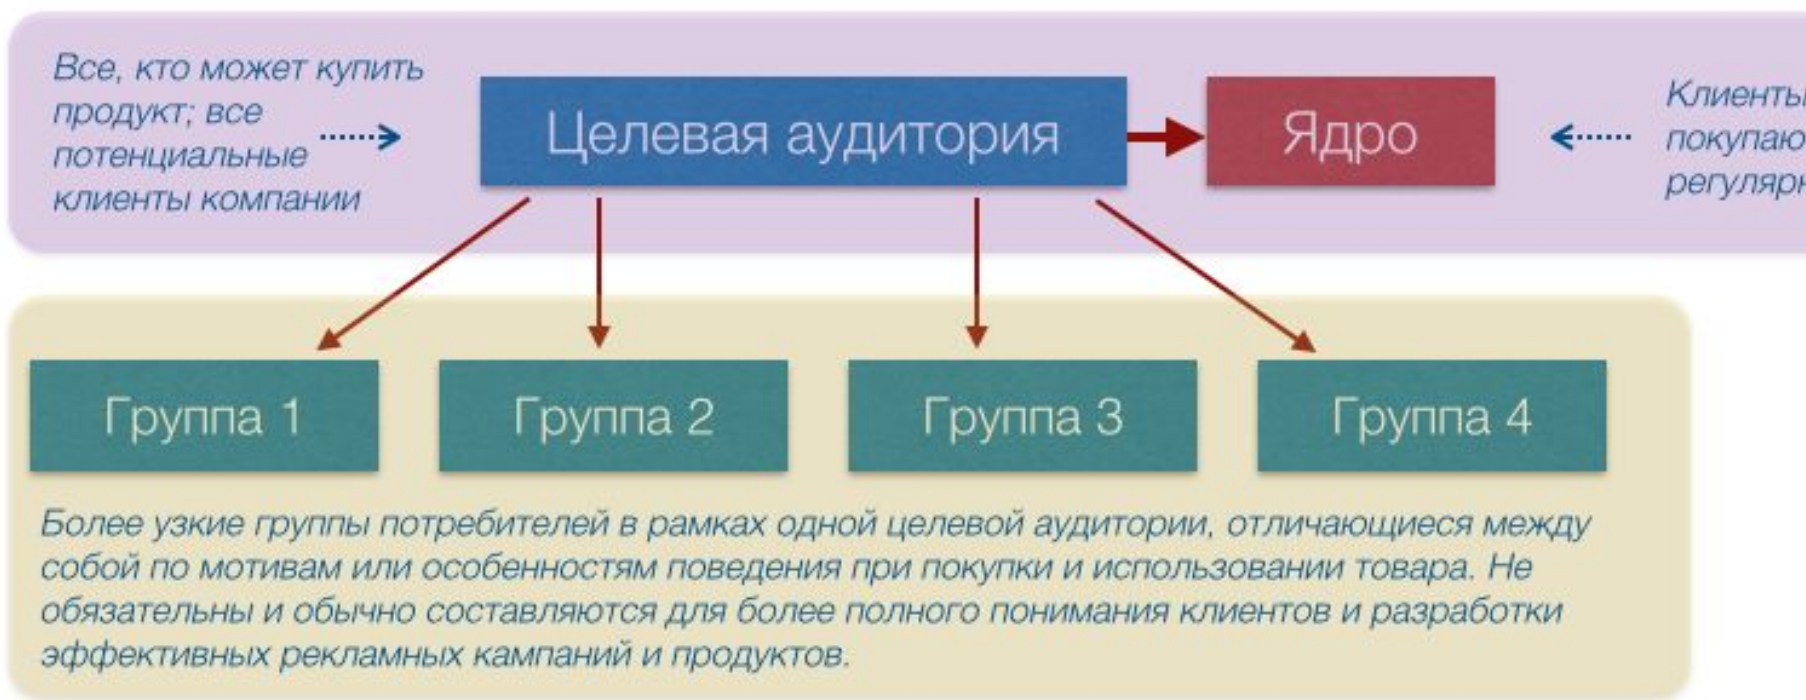 Все, кто может купить
продукт; все
потенциальные
клиенты компании
Целевая аудитория
Ядро
Клиенты
Группа 1
Группа 2
Группа 3
Группа 4
Более узкие группы потребителей в рамках одной целевой аудитории, отличающиеся между
собой по мотивам или особенностям поведения при покупки и использовании товара. Не
обязательны и обычно составляются для более полного понимания клиентов и разработки
эффективных рекламных кампаний и продуктов.